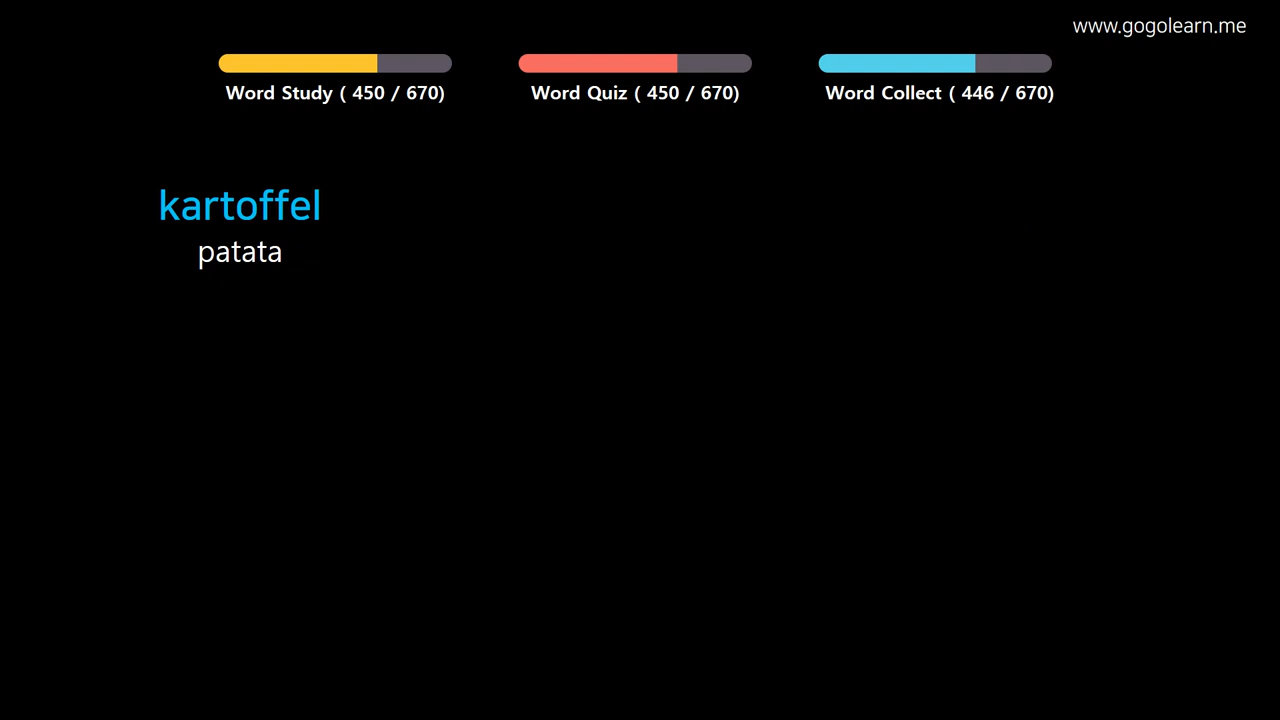 www.gogolearn.me
Word Study ( 450 / 670)
Word Quiz ( 450 / 670)
Word Collect ( 446 / 670)
kartoffel
patata